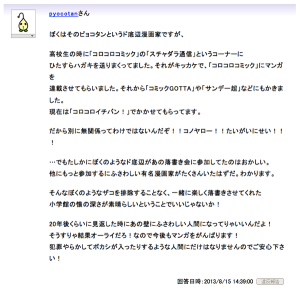 pyocotanさん
ぼくはそのピョコタンというド底辺漫画家ですが、
高校生の時に「コロコロコミック」の「スチャダラ通信」というコーナーに
ひたすらハガキを送りまくってました。それがキッカケで、「コロコロコミック」にマンガ
を
連載させてもらいました。それから「コミックGOTTA」や「サンデー超」などにもかきま
した。
現在は「コロコロイチバン！」でかかせてもらってます。
だから別に無関係ってわけではないんだぞ！！コノヤロー！！たいがいにせい！！
！
…でもたしかにぼくのようなド底辺があの落書き会に参加してたのはおかしい。
他にもっと参加するにふさわしい有名漫画家がたくさんいたはずだ。わかります。
そんなぼくのようなザコを排除することなく、一緒に楽しく落書きさせてくれた
小学館の懐の深さが素晴らしいということでいいじゃないか！
20年後くらいに見返した時にあの壁にふさわしい人間になってりゃいいんだよ！
そうすりゃ結果オーライだろ！なので今後もマンガをがんばります！
犯罪やらかしてボカシが入ったりするような人間にだけはなりませんのでご安心下さ
い！
回答日時：2013/8/15 14:39:00